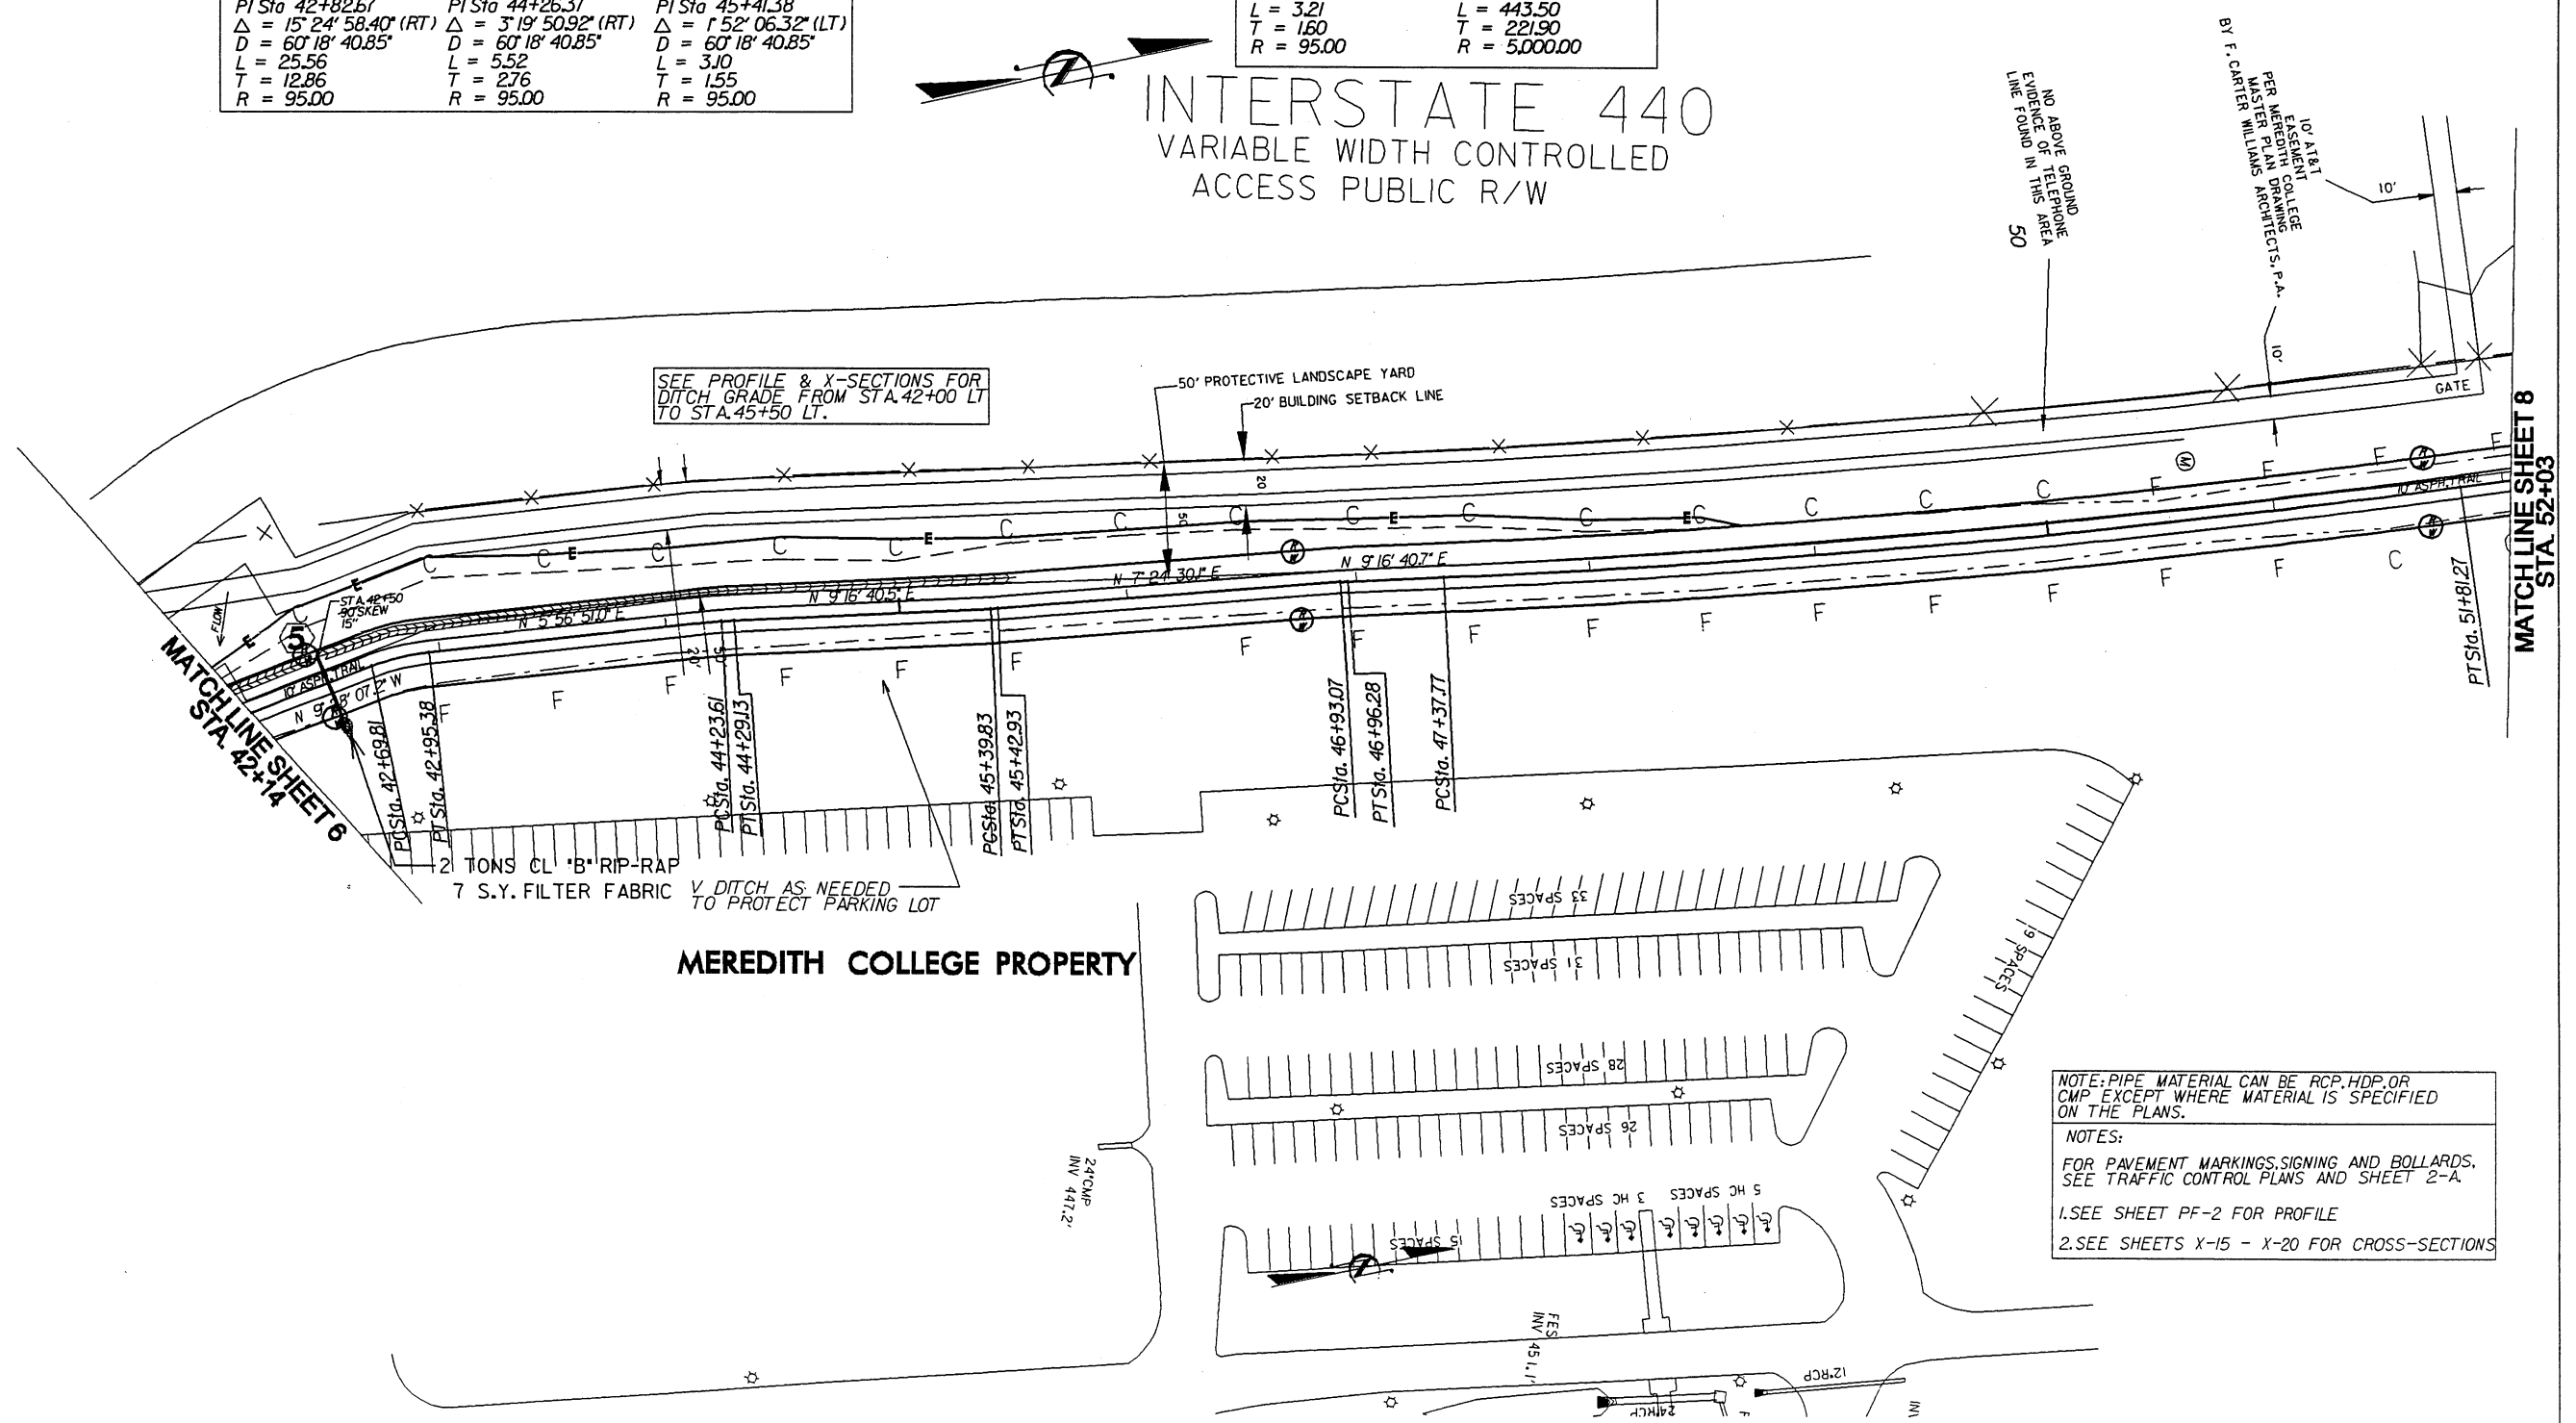 PI Sta 42+82.67
Δ = 15° 24' 58.40" (RT)
D = 60° 18' 40.85"
L = 25.56
T = 12.86
R = 95.00
PI Sta 44+26.37
Δ = 3° 19' 50.92" (RT)
D = 60° 18' 40.85"
L = 5.52
T = 2.76
R = 95.00
PI Sta 45+41.38
Δ = 1° 52' 06.32" (LT)
D = 60° 18' 40.85"
L = 3.10
T = 1.55
R = 95.00
L = 3.21
T = 1.60
R = 95.00
L = 443.50
T = 221.90
R = 5,000.00
INTERSTATE 440
VARIABLE WIDTH CONTROLLED
ACCESS PUBLIC R/W
NO ABOVE GROUND
EVIDENCE OF TELEPHONE
LINE FOUND IN THIS AREA
50
10' AT&T
EASEMENT
PER MEREDITH COLLEGE
MASTER PLAN DRAWING
BY F. CARTER WILLIAMS ARCHITECTS, P.A.
10'
10'
GATE
SEE PROFILE & X-SECTIONS FOR
DITCH GRADE FROM STA. 42+00 LT
TO STA. 45+50 LT.
50' PROTECTIVE LANDSCAPE YARD
20' BUILDING SETBACK LINE
20
50
MATCH LINE SHEET 8
STA. 52+03
10' ASPH. TRAIL
PT Sta. 51+81.27
N 9° 16' 40.7" E
N 7° 24' 30.1" E
N 9° 16' 40.5" E
N 5° 56' 51.0" E
20'
50'
STA. 42+50
90 SKEW
15"
FLOW
5
10' ASPH. TRAIL
N 9° 28' 07.2" W
MATCH LINE SHEET 6
STA. 42+14
PC Sta. 42+69.81
PT Sta. 42+95.38
PC Sta. 44+23.61
PT Sta. 44+29.13
PC Sta. 45+39.83
PT Sta. 45+42.93
PC Sta. 46+93.07
PT Sta. 46+96.28
PC Sta. 47+37.77
2 TONS CL "B" RIP-RAP
7 S.Y. FILTER FABRIC
V DITCH AS NEEDED
TO PROTECT PARKING LOT
MEREDITH COLLEGE PROPERTY
33 SPACES
31 SPACES
19 SPACES
28 SPACES
26 SPACES
24"CMP
INV 447.2'
3 HC SPACES
5 HC SPACES
15 SPACES
FES
INV 451.1'
12"RCP
24"RCP
NOTE: PIPE MATERIAL CAN BE RCP, HDP, OR
CMP EXCEPT WHERE MATERIAL IS SPECIFIED
ON THE PLANS.
NOTES:
FOR PAVEMENT MARKINGS, SIGNING AND BOLLARDS,
SEE TRAFFIC CONTROL PLANS AND SHEET 2-A.
1. SEE SHEET PF-2 FOR PROFILE
2. SEE SHEETS X-15 - X-20 FOR CROSS-SECTIONS